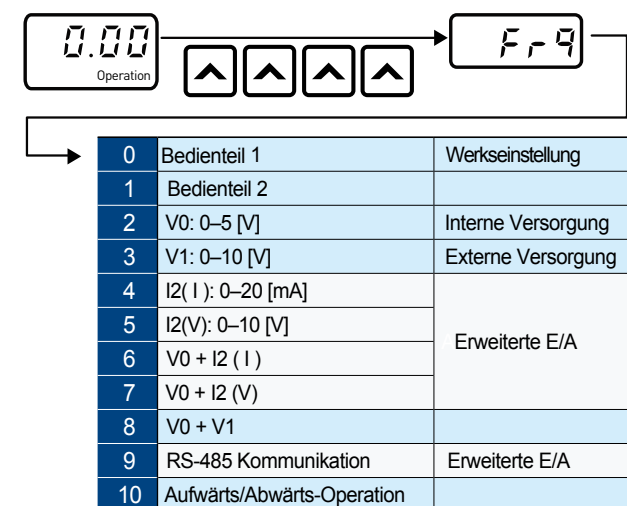 0.00
Operation
Frq
0 Bedienteil 1 Werkseinstellung
1 Bedienteil 2
2 V0: 0–5 [V] Interne Versorgung
3 V1: 0–10 [V] Externe Versorgung
4 I2( I ): 0–20 [mA]
5 I2(V): 0–10 [V]
Erweiterte E/A
6 V0 + I2 ( I )
7 V0 + I2 (V)
8 V0 + V1
9 RS-485 Kommunikation Erweiterte E/A
10 Aufwärts/Abwärts-Operation